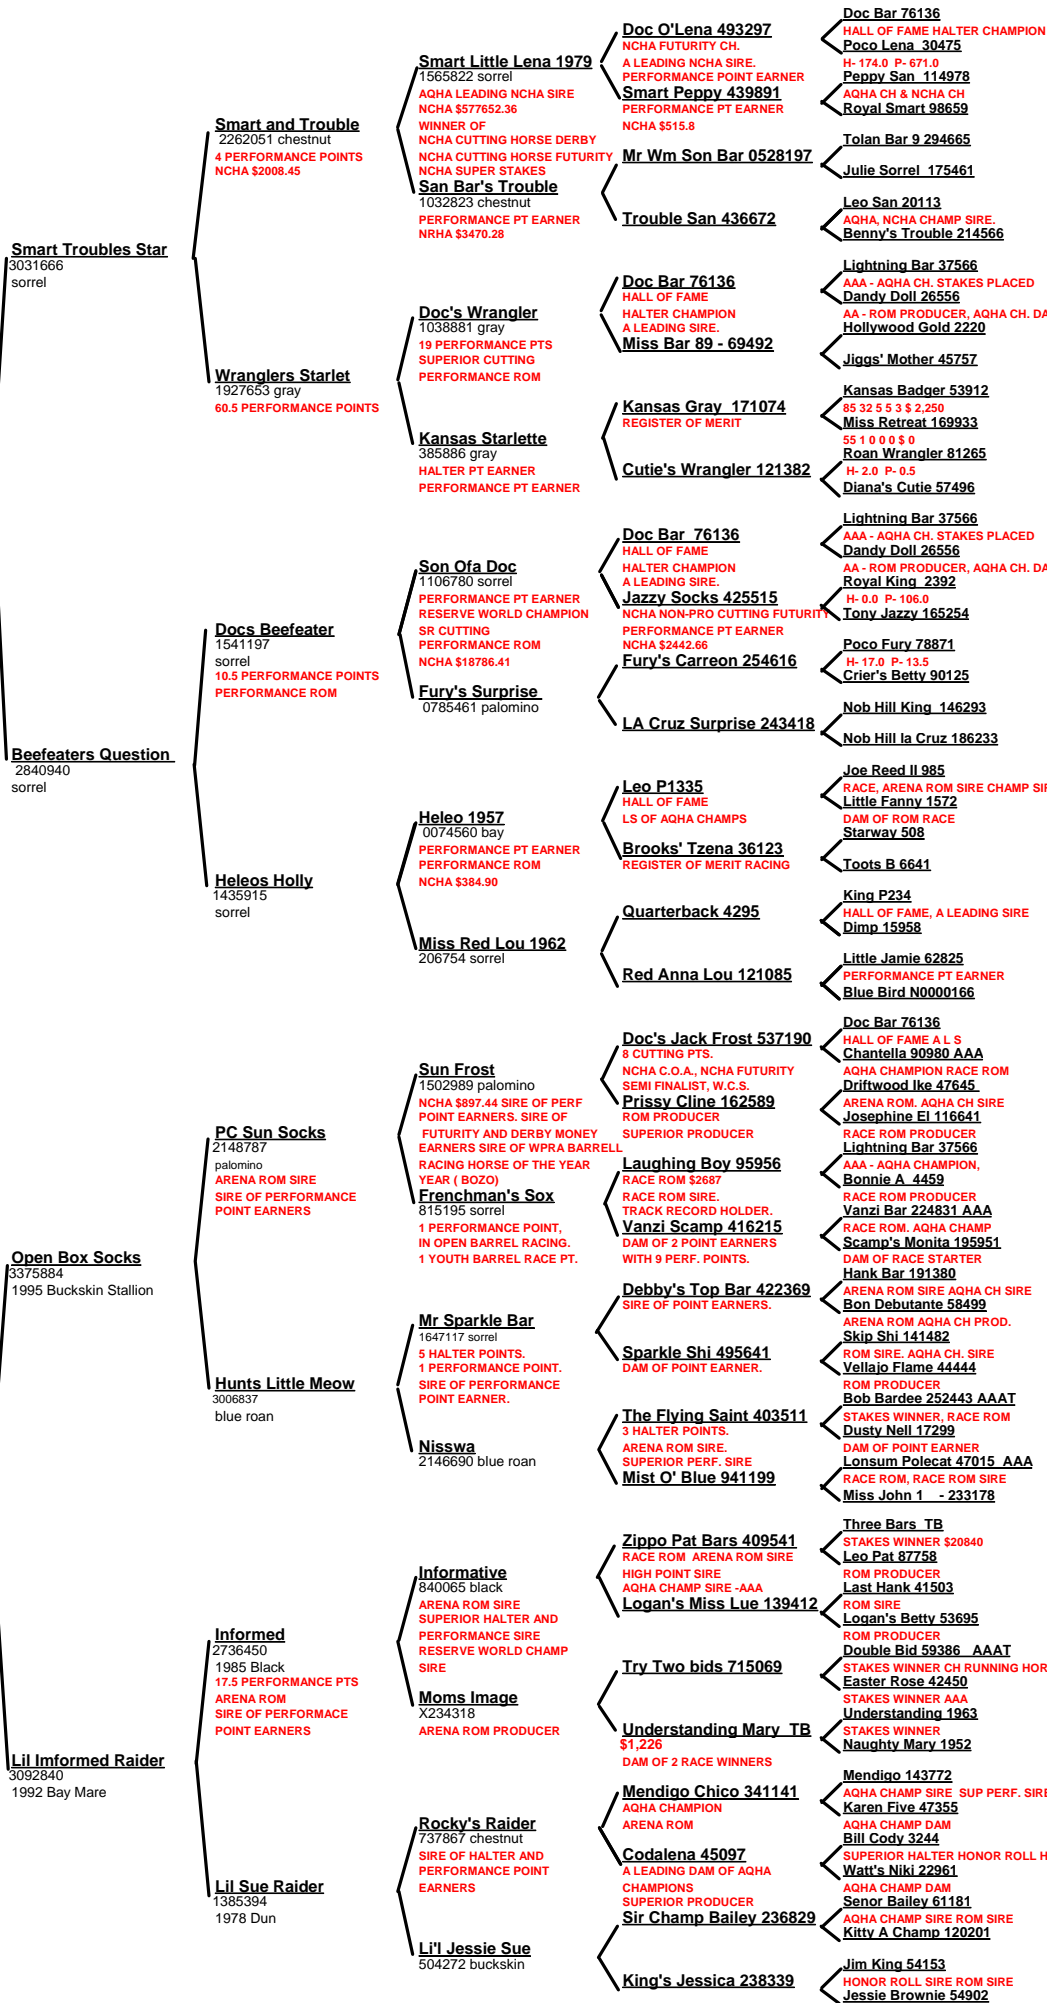 Smart Troubles Star
3031666
sorrel
Beefeaters Question
2840940
sorrel
Open Box Socks
3375884
1995 Buckskin Stallion
Lil Imformed Raider
3092840
1992 Bay Mare
Smart and Trouble
2262051 chestnut
4 PERFORMANCE POINTS
NCHA $2008.45
Wranglers Starlet
1927653 gray
60.5 PERFORMANCE POINTS
Docs Beefeater
1541197
sorrel
10.5 PERFORMANCE POINTS
PERFORMANCE ROM
Heleos Holly
1435915
sorrel
PC Sun Socks
2148787
palomino
ARENA ROM SIRE
SIRE OF PERFORMANCE
POINT EARNERS
Hunts Little Meow
3006837
blue roan
Informed
2736450
1985 Black
17.5 PERFORMANCE PTS
ARENA ROM
SIRE OF PERFORMACE
POINT EARNERS
Lil Sue Raider
1385394
1978 Dun
Smart Little Lena 1979
1565822 sorrel
AQHA LEADING NCHA SIRE
NCHA $577652.36
WINNER OF
NCHA CUTTING HORSE DERBY
NCHA CUTTING HORSE FUTURITY
NCHA SUPER STAKES
San Bar's Trouble
1032823 chestnut
PERFORMANCE PT EARNER
NRHA $3470.28
Doc's Wrangler
1038881 gray
19 PERFORMANCE PTS
SUPERIOR CUTTING
PERFORMANCE ROM
Kansas Starlette
385886 gray
HALTER PT EARNER
PERFORMANCE PT EARNER
Son Ofa Doc
1106780 sorrel
PERFORMANCE PT EARNER
RESERVE WORLD CHAMPION
SR CUTTING
PERFORMANCE ROM
NCHA $18786.41
Fury's Surprise
0785461 palomino
Heleo 1957
0074560 bay
PERFORMANCE PT EARNER
PERFORMANCE ROM
NCHA $384.90
Miss Red Lou 1962
206754 sorrel
Sun Frost
1502989 palomino
NCHA $897.44 SIRE OF PERF
POINT EARNERS. SIRE OF
FUTURITY AND DERBY MONEY
EARNERS SIRE OF WPRA BARRELL
RACING HORSE OF THE YEAR
YEAR ( BOZO)
Frenchman's Sox
815195 sorrel
1 PERFORMANCE POINT,
IN OPEN BARREL RACING.
1 YOUTH BARREL RACE PT.
Mr Sparkle Bar
1647117 sorrel
5 HALTER POINTS.
1 PERFORMANCE POINT.
SIRE OF PERFORMANCE
POINT EARNER.
Nisswa
2146690 blue roan
Informative
840065 black
ARENA ROM SIRE
SUPERIOR HALTER AND
PERFORMANCE SIRE
RESERVE WORLD CHAMP
SIRE
Moms Image
X234318
ARENA ROM PRODUCER
Rocky's Raider
737867 chestnut
SIRE OF HALTER AND
PERFORMANCE POINT
EARNERS
Li'l Jessie Sue
504272 buckskin
Doc O'Lena 493297
NCHA FUTURITY CH.
A LEADING NCHA SIRE.
PERFORMANCE POINT EARNER
Smart Peppy 439891
PERFORMANCE PT EARNER
NCHA $515.8
Mr Wm Son Bar 0528197
Trouble San 436672
Doc Bar 76136
HALL OF FAME
HALTER CHAMPION
A LEADING SIRE.
Miss Bar 89 - 69492
Kansas Gray 171074
REGISTER OF MERIT
Cutie's Wrangler 121382
Doc Bar 76136
HALL OF FAME
HALTER CHAMPION
A LEADING SIRE.
Jazzy Socks 425515
NCHA NON-PRO CUTTING FUTURITY
PERFORMANCE PT EARNER
NCHA $2442.66
Fury's Carreon 254616
LA Cruz Surprise 243418
Leo P1335
HALL OF FAME
LS OF AQHA CHAMPS
Brooks' Tzena 36123
REGISTER OF MERIT RACING
Quarterback 4295
Red Anna Lou 121085
Doc's Jack Frost 537190
8 CUTTING PTS.
NCHA C.O.A., NCHA FUTURITY
SEMI FINALIST, W.C.S.
Prissy Cline 162589
ROM PRODUCER
SUPERIOR PRODUCER
Laughing Boy 95956
RACE ROM $2687
RACE ROM SIRE.
TRACK RECORD HOLDER.
Vanzi Scamp 416215
DAM OF 2 POINT EARNERS
WITH 9 PERF. POINTS.
Debby's Top Bar 422369
SIRE OF POINT EARNERS.
Sparkle Shi 495641
DAM OF POINT EARNER.
The Flying Saint 403511
3 HALTER POINTS.
ARENA ROM SIRE.
SUPERIOR PERF. SIRE
Mist O' Blue 941199
Zippo Pat Bars 409541
RACE ROM ARENA ROM SIRE
HIGH POINT SIRE
AQHA CHAMP SIRE -AAA
Logan's Miss Lue 139412
Try Two bids 715069
Understanding Mary TB
$1,226
DAM OF 2 RACE WINNERS
Mendigo Chico 341141
AQHA CHAMPION
ARENA ROM
Codalena 45097
A LEADING DAM OF AQHA
CHAMPIONS
SUPERIOR PRODUCER
Sir Champ Bailey 236829
King's Jessica 238339
Doc Bar 76136
HALL OF FAME HALTER CHAMPION
Poco Lena 30475
H- 174.0 P- 671.0
Peppy San 114978
AQHA CH & NCHA CH
Royal Smart 98659
Tolan Bar 9 294665
Julie Sorrel 175461
Leo San 20113
AQHA, NCHA CHAMP SIRE.
Benny's Trouble 214566
Lightning Bar 37566
AAA - AQHA CH. STAKES PLACED
Dandy Doll 26556
AA - ROM PRODUCER, AQHA CH. DA
Hollywood Gold 2220
Jiggs' Mother 45757
Kansas Badger 53912
85 32 5 5 3 $ 2,250
Miss Retreat 169933
55 1 0 0 0 $ 0
Roan Wrangler 81265
H- 2.0 P- 0.5
Diana's Cutie 57496
Lightning Bar 37566
AAA - AQHA CH. STAKES PLACED
Dandy Doll 26556
AA - ROM PRODUCER, AQHA CH. DA
Royal King 2392
H- 0.0 P- 106.0
Tony Jazzy 165254
Poco Fury 78871
H- 17.0 P- 13.5
Crier's Betty 90125
Nob Hill King 146293
Nob Hill la Cruz 186233
Joe Reed II 985
RACE, ARENA ROM SIRE CHAMP SIR
Little Fanny 1572
DAM OF ROM RACE
Starway 508
Toots B 6641
King P234
HALL OF FAME, A LEADING SIRE
Dimp 15958
Little Jamie 62825
PERFORMANCE PT EARNER
Blue Bird N0000166
Doc Bar 76136
HALL OF FAME A L S
Chantella 90980 AAA
AQHA CHAMPION RACE ROM
Driftwood Ike 47645
ARENA ROM. AQHA CH SIRE
Josephine El 116641
RACE ROM PRODUCER
Lightning Bar 37566
AAA - AQHA CHAMPION,
Bonnie A 4459
RACE ROM PRODUCER
Vanzi Bar 224831 AAA
RACE ROM. AQHA CHAMP
Scamp's Monita 195951
DAM OF RACE STARTER
Hank Bar 191380
ARENA ROM SIRE AQHA CH SIRE
Bon Debutante 58499
ARENA ROM AQHA CH PROD.
Skip Shi 141482
ROM SIRE. AQHA CH. SIRE
Vellajo Flame 44444
ROM PRODUCER
Bob Bardee 252443 AAAT
STAKES WINNER, RACE ROM
Dusty Nell 17299
DAM OF POINT EARNER
Lonsum Polecat 47015 AAA
RACE ROM, RACE ROM SIRE
Miss John 1 - 233178
Three Bars TB
STAKES WINNER $20840
Leo Pat 87758
ROM PRODUCER
Last Hank 41503
ROM SIRE
Logan's Betty 53695
ROM PRODUCER
Double Bid 59386 AAAT
STAKES WINNER CH RUNNING HOR
Easter Rose 42450
STAKES WINNER AAA
Understanding 1963
STAKES WINNER
Naughty Mary 1952
Mendigo 143772
AQHA CHAMP SIRE SUP PERF. SIRE
Karen Five 47355
AQHA CHAMP DAM
Bill Cody 3244
SUPERIOR HALTER HONOR ROLL H
Watt's Niki 22961
AQHA CHAMP DAM
Senor Bailey 61181
AQHA CHAMP SIRE ROM SIRE
Kitty A Champ 120201
Jim King 54153
HONOR ROLL SIRE ROM SIRE
Jessie Brownie 54902